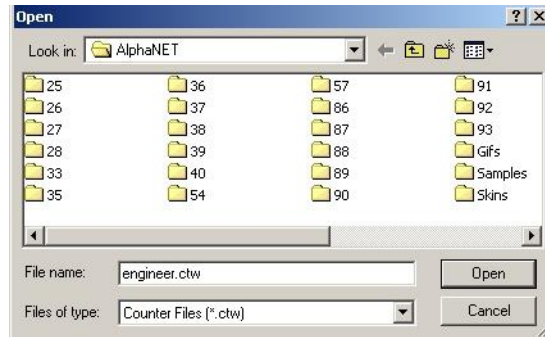 Open
Look in: AlphaNET
25 36 57 91
26 37 86 92
27 38 87 93
28 39 88 Gifs
33 40 89 Samples
35 54 90 Skins
File name: engineer.ctw Open
Files of type: Counter Files (*.ctw) Cancel